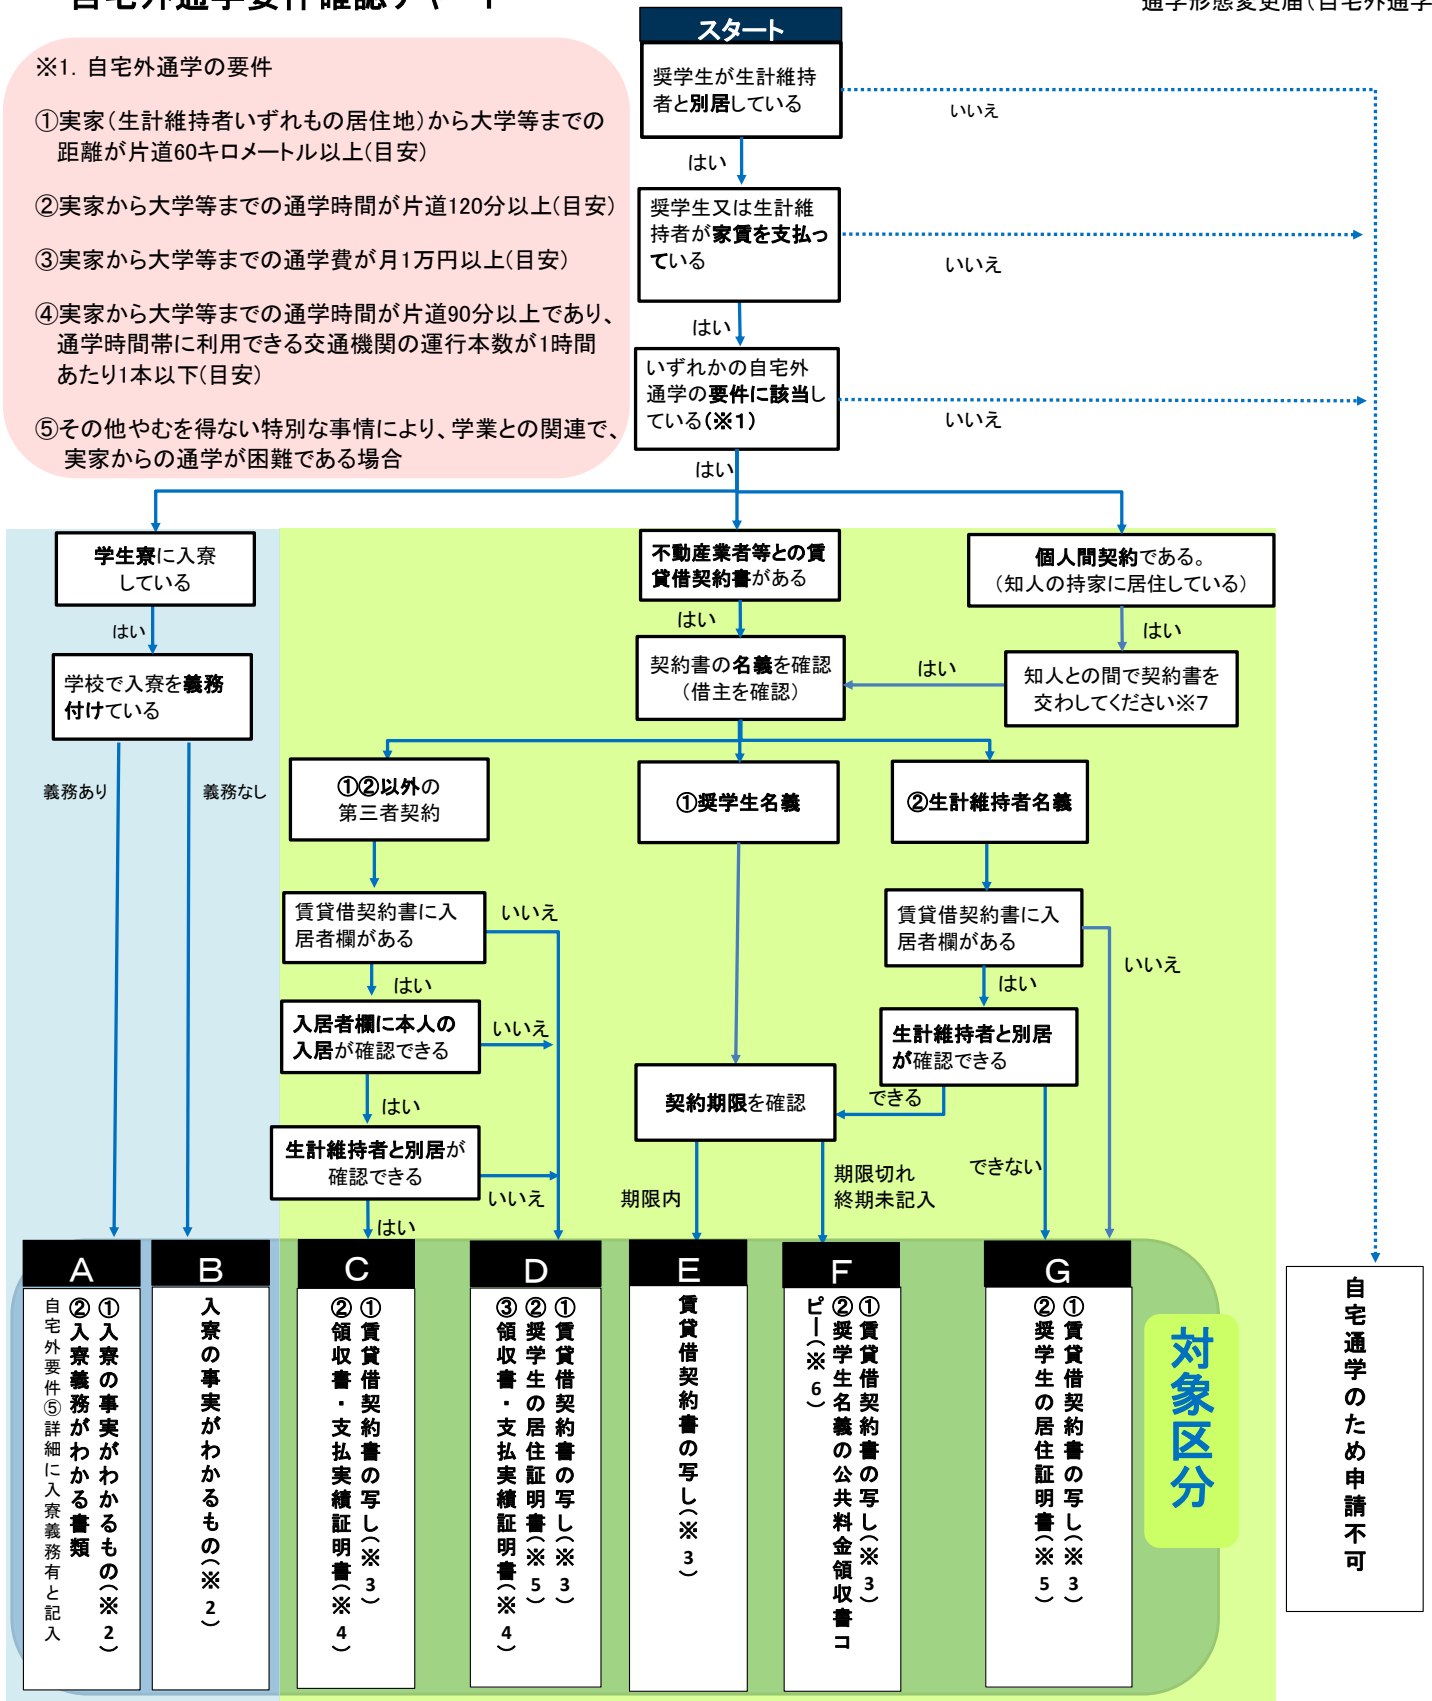 自宅外通学要件確認チャート
通学形態変更届（自宅外通学
※1．自宅外通学の要件
①実家（生計維持者いずれもの居住地）から大学等までの
距離が片道60キロメートル以上（目安）
②実家から大学等までの通学時間が片道120分以上（目安）
③実家から大学等までの通学費が月1万円以上（目安）
④実家から大学等までの通学時間が片道90分以上であり、
通学時間帯に利用できる交通機関の運行本数が1時間
あたり1本以下（目安）
⑤その他やむを得ない特別な事情により、学業との関連で、
実家からの通学が困難である場合
スタート
奨学生が生計維持
者と別居している
いいえ
はい
奨学生又は生計維
持者が家賃を支払っ
ている
いいえ
はい
いずれかの自宅外
通学の要件に該当し
ている（※1）
いいえ
はい
学生寮に入寮
している
はい
学校で入寮を義務
付けている
義務あり
義務なし
不動産業者等との賃
貸借契約書がある
はい
契約書の名義を確認
（借主を確認）
個人間契約である。
（知人の持家に居住している）
はい
知人との間で契約書を
交わしてください※7
はい
①②以外の
第三者契約
①奨学生名義
②生計維持者名義
賃貸借契約書に入
居者欄がある
いいえ
はい
入居者欄に本人の
入居が確認できる
いいえ
はい
生計維持者と別居が
確認できる
いいえ
はい
賃貸借契約書に入
居者欄がある
いいえ
はい
生計維持者と別居
が確認できる
できる
できない
契約期限を確認
期限内
期限切れ
終期未記入
A
①入寮の事実がわかるもの（※2）
②入寮義務がわかる書類
自宅外要件⑤詳細に入寮義務有と記入
B
入寮の事実がわかるもの（※2）
C
①賃貸借契約書の写し（※3）
②領収書・支払実績証明書（※4）
D
①賃貸借契約書の写し（※3）
②奨学生の居住証明書（※5）
③領収書・支払実績証明書（※4）
E
賃貸借契約書の写し（※3）
F
①賃貸借契約書の写し（※3）
②奨学生名義の公共料金領収書コ
ピー（※6）
G
①賃貸借契約書の写し（※3）
②奨学生の居住証明書（※5）
対象区分
自宅通学のため申請不可